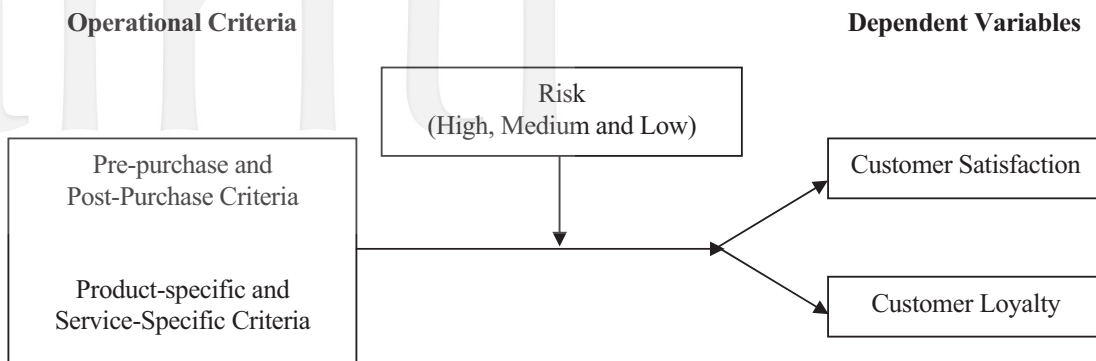 Operational Criteria
Dependent Variables
Risk
(High, Medium and Low)
Pre-purchase and
Post-Purchase Criteria
Product-specific and
Service-Specific Criteria
Customer Satisfaction
Customer Loyalty